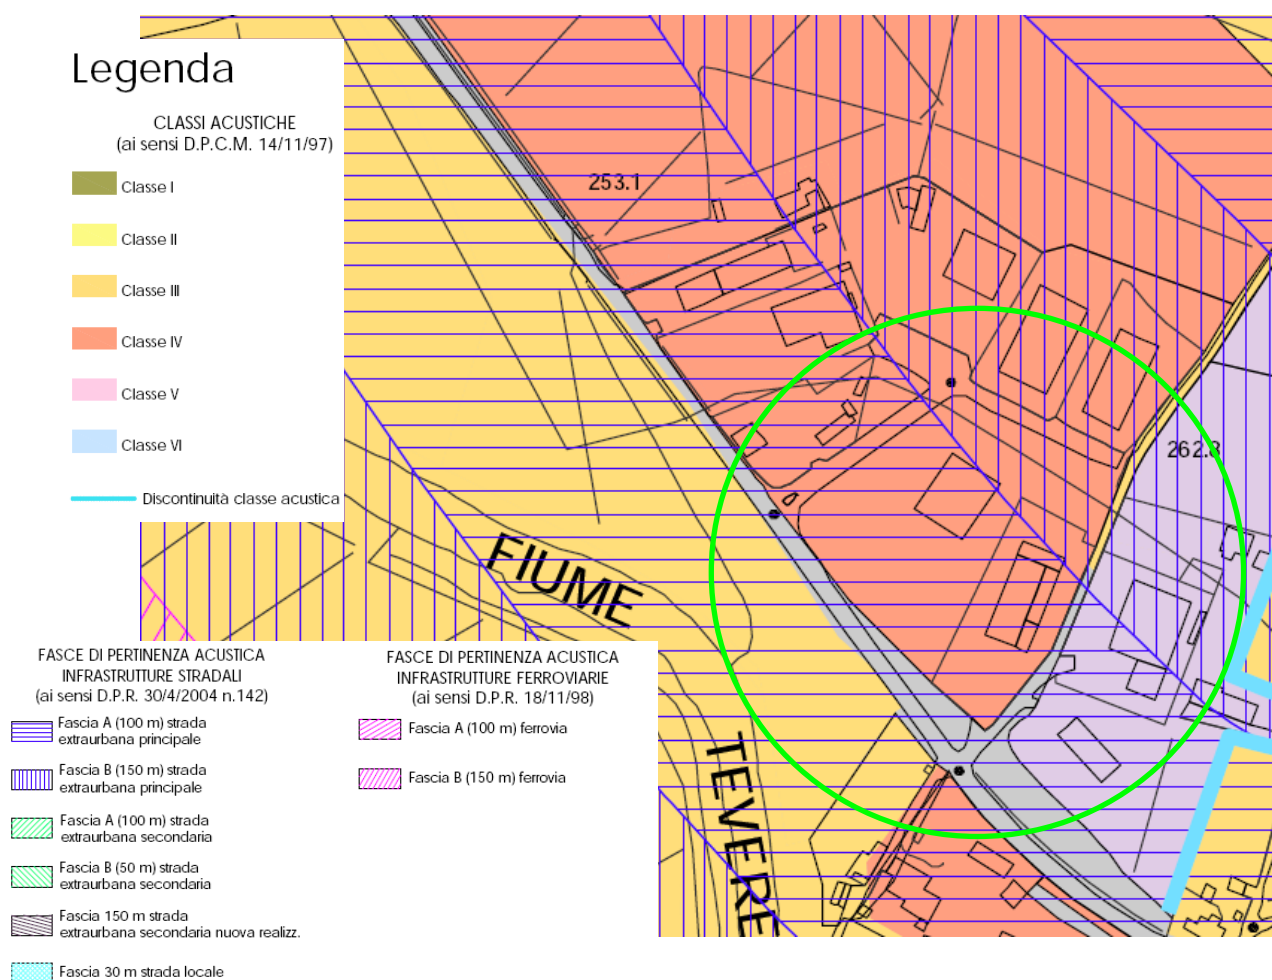 Legenda
CLASSI ACUSTICHE
(ai sensi D.P.C.M. 14/11/97)
Classe I
Classe II
Classe III
Classe IV
Classe V
Classe VI
Discontinuità classe acustica
253.1
262.3
FIUME
TEVERE
FASCE DI PERTINENZA ACUSTICA
INFRASTRUTTURE STRADALI
(ai sensi D.P.R. 30/4/2004 n.142)
Fascia A (100 m) strada
extraurbana principale
Fascia B (150 m) strada
extraurbana principale
Fascia A (100 m) strada
extraurbana secondaria
Fascia B (50 m) strada
extraurbana secondaria
Fascia 150 m strada
extraurbana secondaria nuova realizz.
Fascia 30 m strada locale
FASCE DI PERTINENZA ACUSTICA
INFRASTRUTTURE FERROVIARIE
(ai sensi D.P.R. 18/11/98)
Fascia A (100 m) ferrovia
Fascia B (150 m) ferrovia